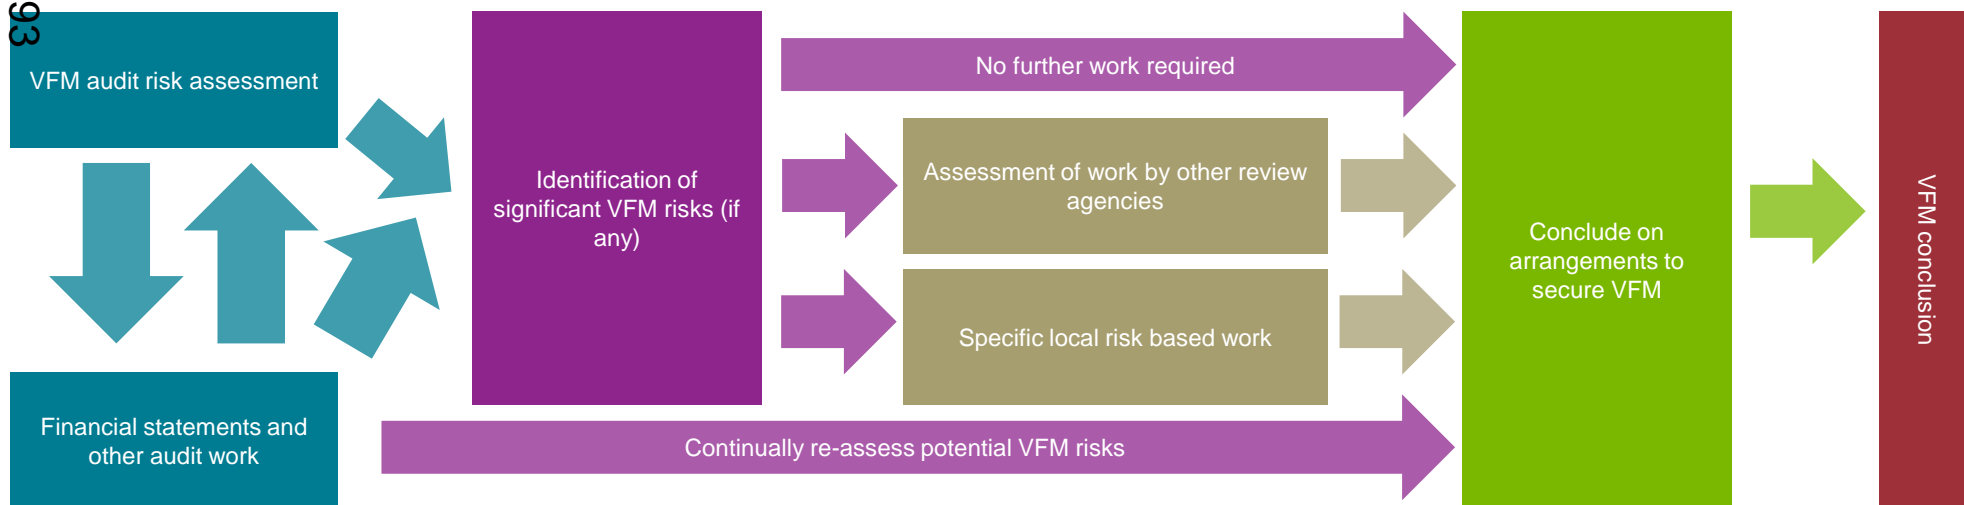 93
VFM audit risk assessment
Financial statements and
other audit work
Identification of
significant VFM risks (if
any)
No further work required
Assessment of work by other review
agencies
Specific local risk based work
Continually re-assess potential VFM risks
Conclude on
arrangements to
secure VFM
VFM conclusion